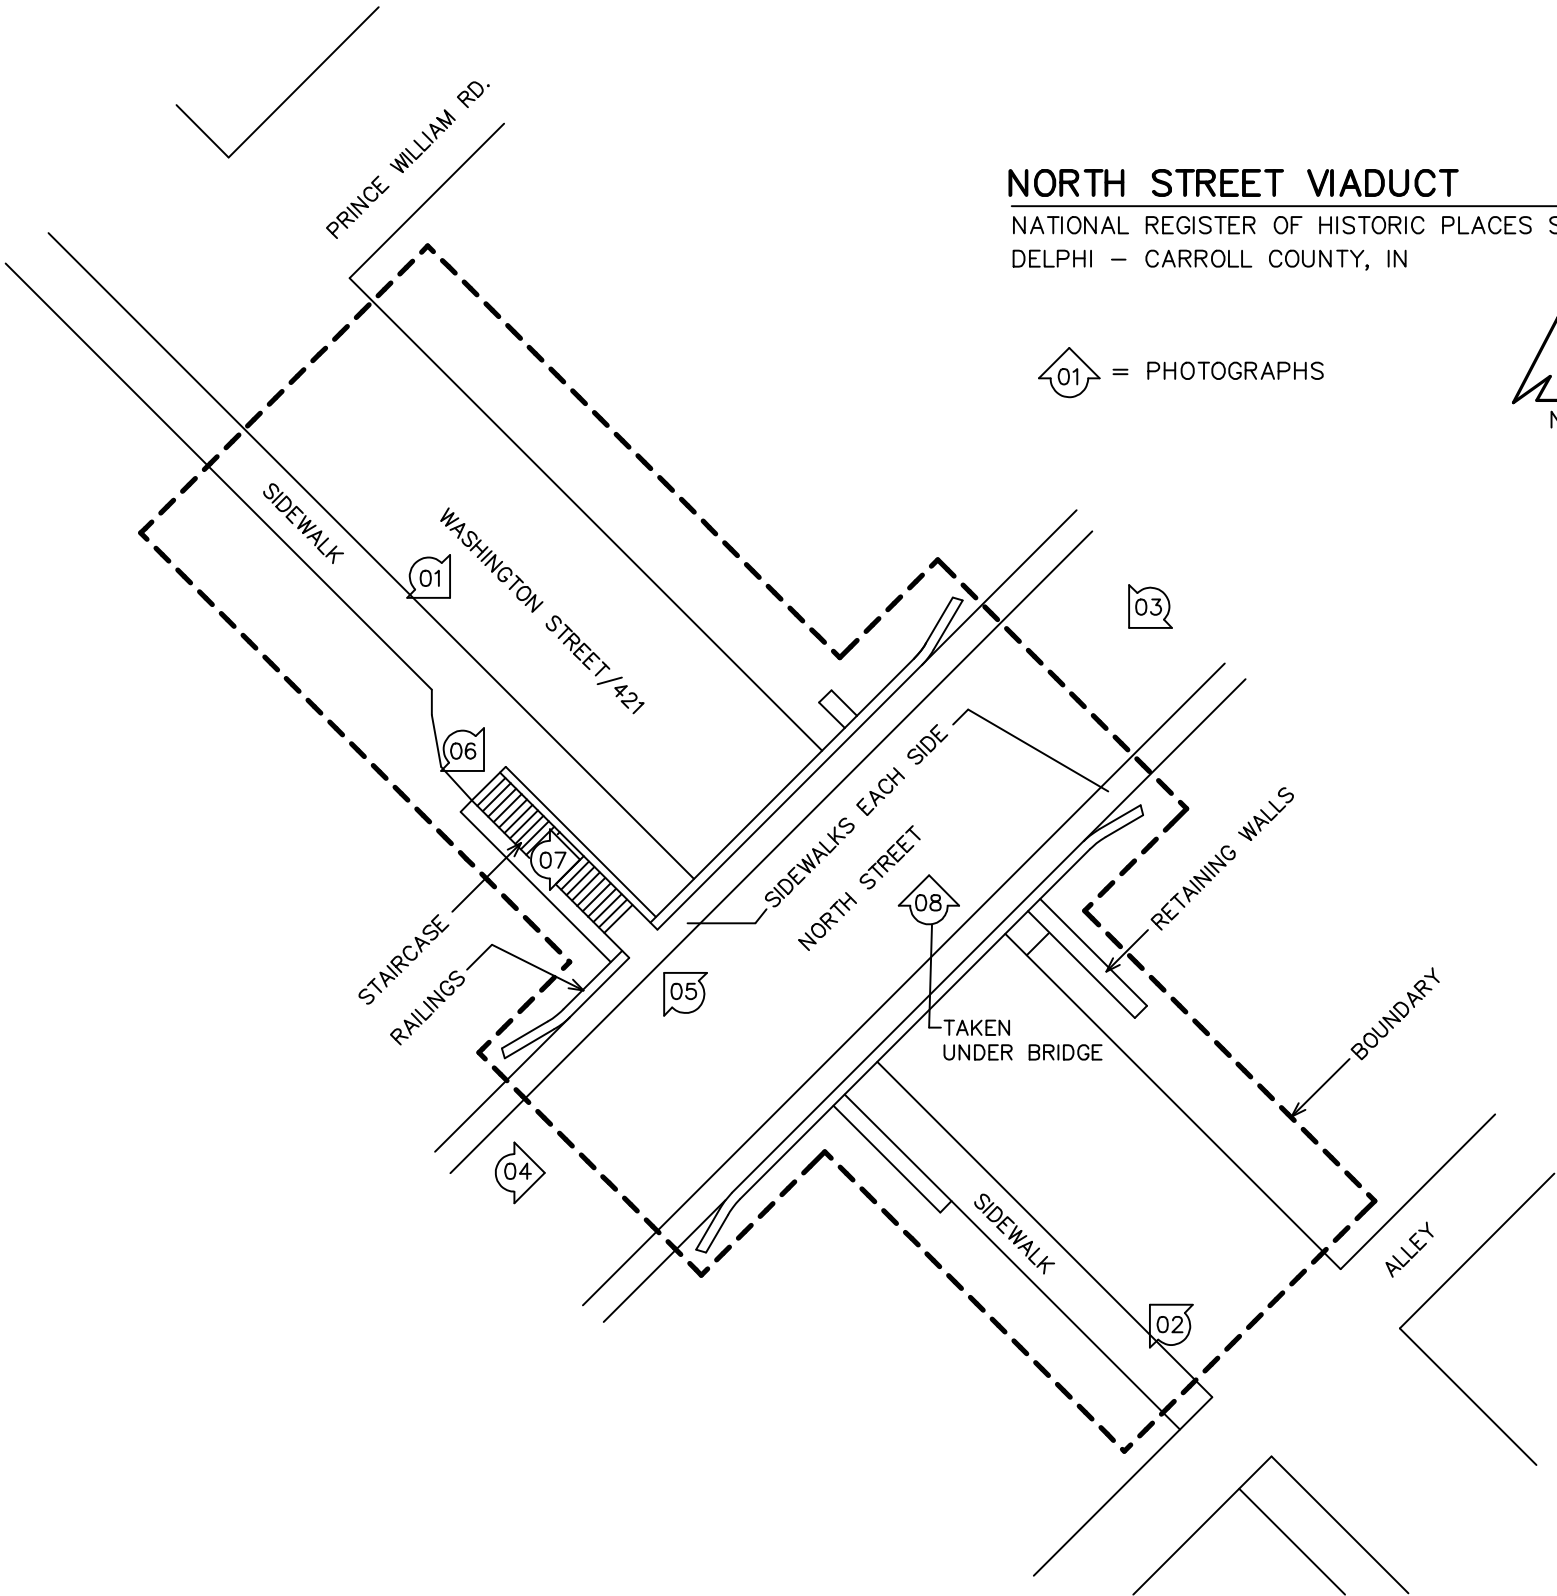 PRINCE WILLIAM RD.
NORTH STREET VIADUCT
NATIONAL REGISTER OF HISTORIC PLACES S
DELPHI – CARROLL COUNTY, IN
01 = PHOTOGRAPHS
N
SIDEWALK
WASHINGTON STREET/421
01
03
06
SIDEWALKS EACH SIDE
07
NORTH STREET
08
RETAINING WALLS
STAIRCASE
RAILINGS
05
TAKEN
UNDER BRIDGE
BOUNDARY
04
SIDEWALK
ALLEY
02